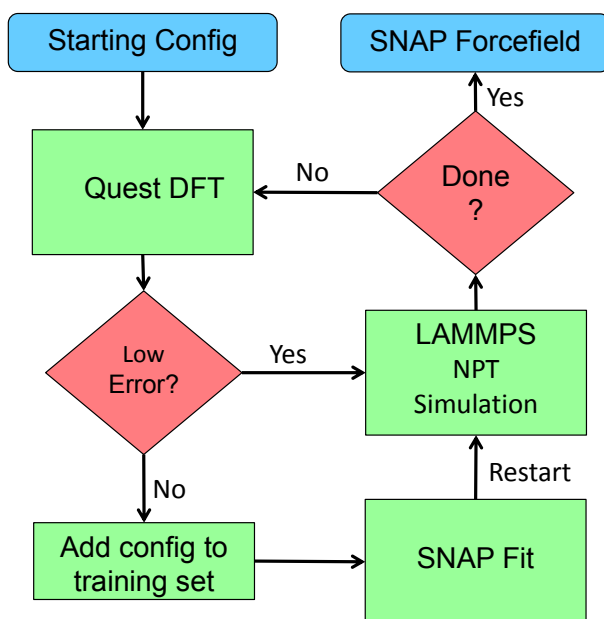 Starting Config
SNAP Forcefield
Yes
Quest DFT
No
Done
?
Low
Error?
Yes
LAMMPS
NPT
Simulation
No
Restart
Add config to
training set
SNAP Fit